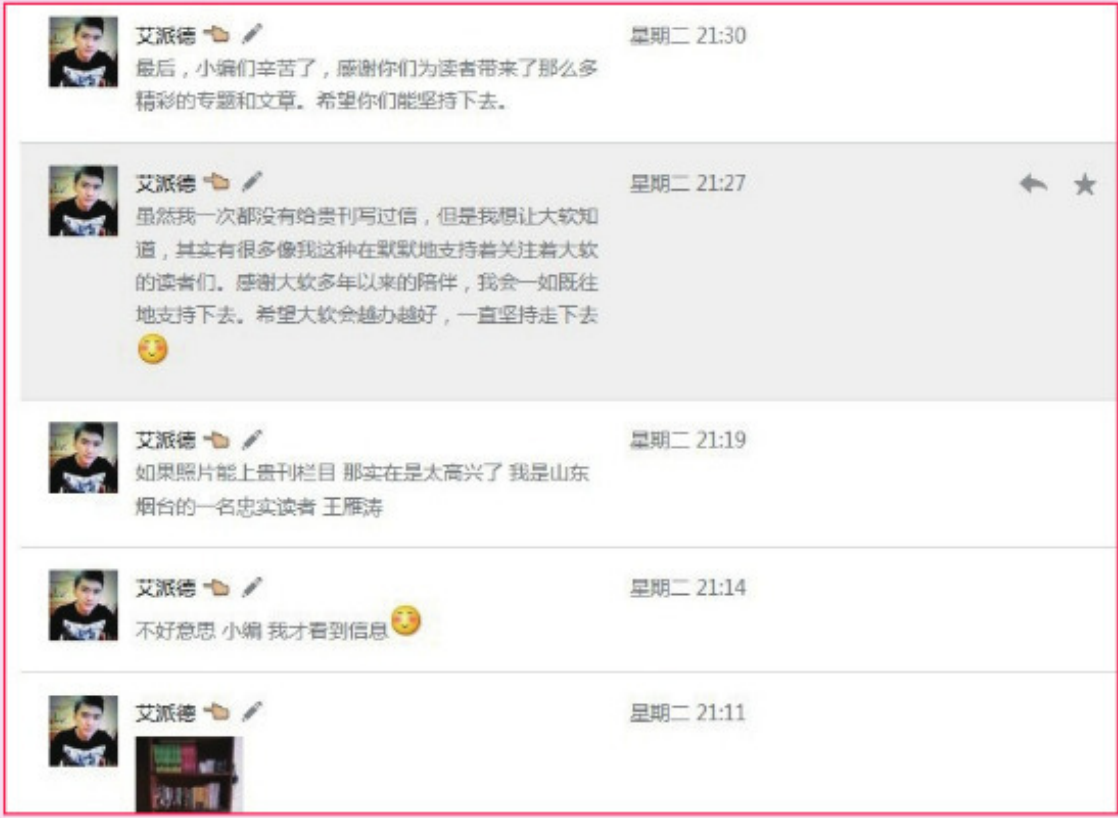 艾派德
星期二 21:30
最后，小编们辛苦了，感谢你们为读者带来了那么多
精彩的专题和文章。希望你们能坚持下去。
艾派德
星期二 21:27
虽然我一次都没有给贵刊写过信，但是我想让大软知
道，其实有很多像我这种在默默地支持着关注着大软
的读者们。感谢大软多年以来的陪伴，我会一如既往
地支持下去。希望大软会越办越好，一直坚持走下去
艾派德
星期二 21:19
如果照片能上贵刊栏目 那实在是太高兴了 我是山东
烟台的一名忠实读者 王雁涛
艾派德
星期二 21:14
不好意思 小编 我才看到信息
艾派德
星期二 21:11